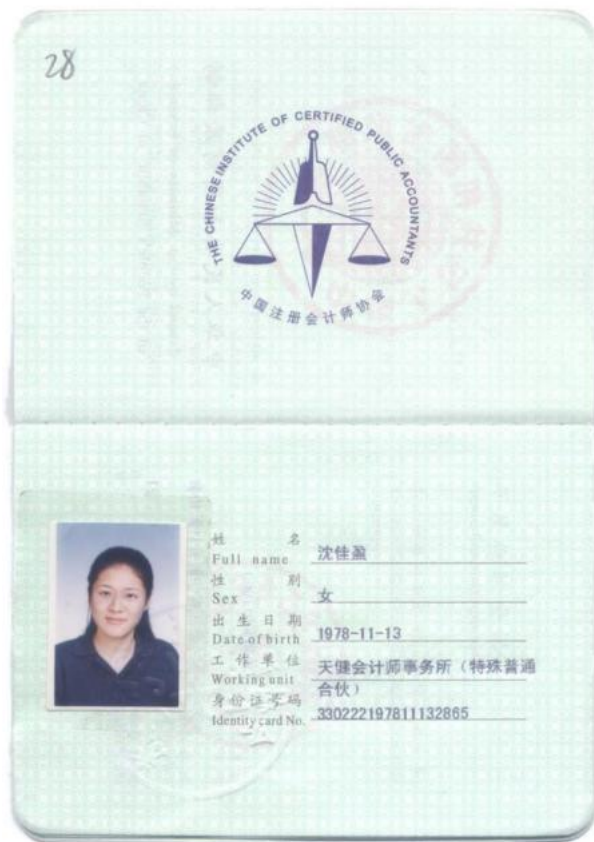 28
THE CHINESE INSTITUTE OF CERTIFIED PUBLIC ACCOUNTANTS
中国注册会计师协会
姓 名
Full name 沈佳盈
性 别
Sex 女
出 生 日 期
Date of birth 1978-11-13
工 作 单 位
Working unit 天健会计师事务所（特殊普通
合伙）
身份证号码
Identity card No. 330222197811132865